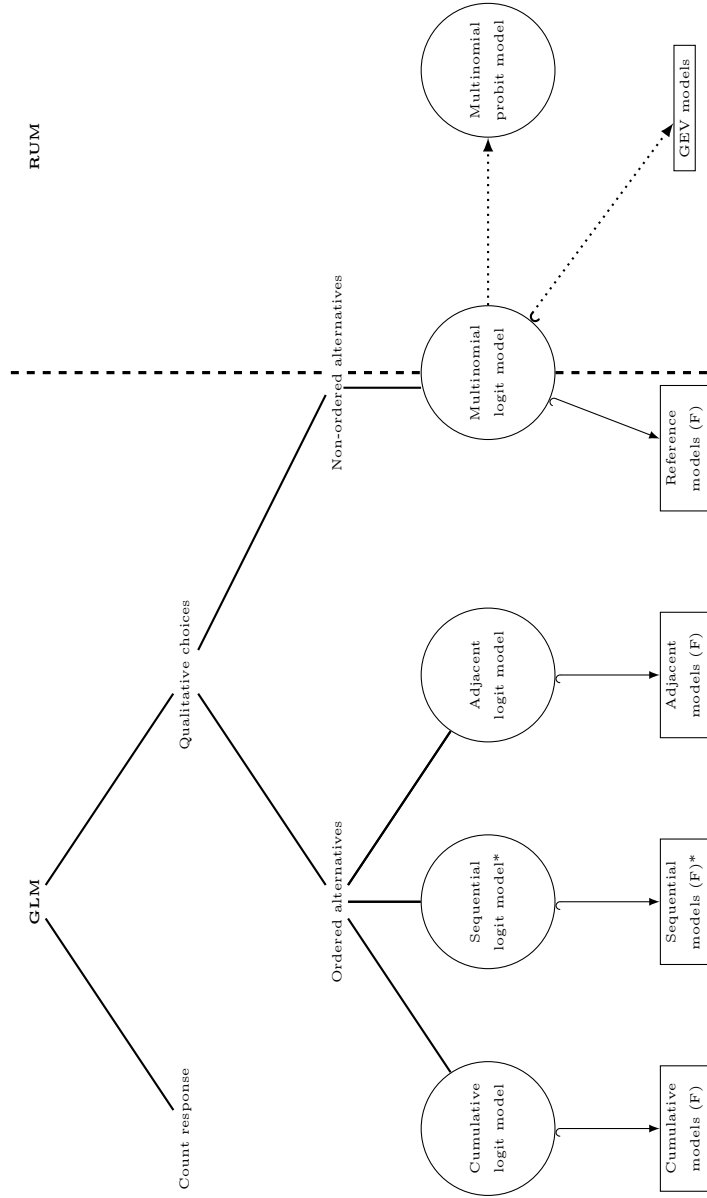 GLM
RUM
Count response
Qualitative choices
Ordered alternatives
Non-ordered alternatives
Cumulative
logit model
Sequential
logit model*
Adjacent
logit model
Multinomial
logit model
Multinomial
probit model
Cumulative
models (F)
Sequential
models (F)*
Adjacent
models (F)
Reference
models (F)
GEV models